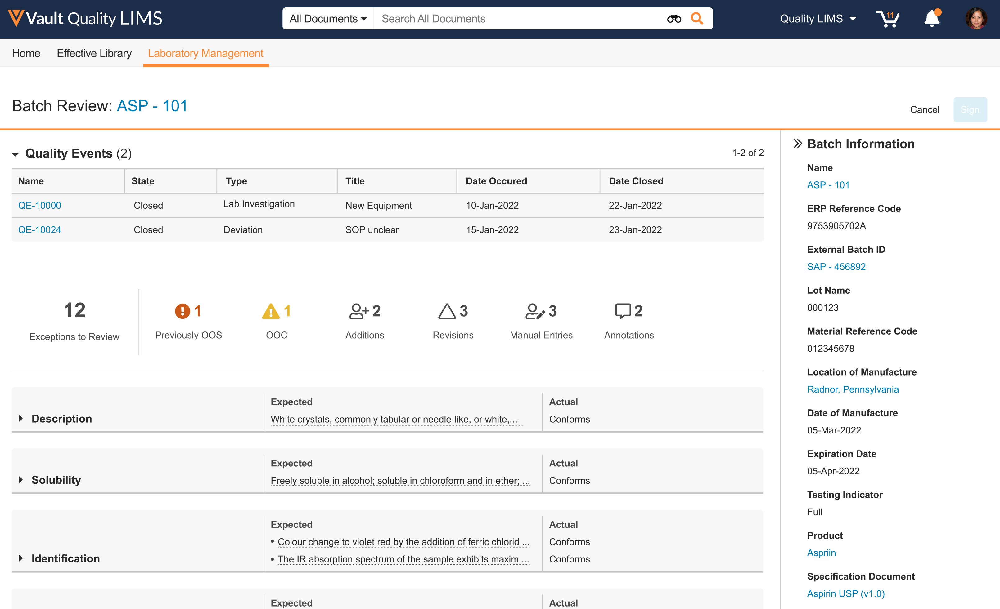 Vault Quality LIMS
All Documents
Search All Documents
Quality LIMS
11
Home
Effective Library
Laboratory Management
Batch Review: ASP - 101
Cancel
Sign
Quality Events (2)
1-2 of 2
Name State Type Title Date Occured Date Closed
QE-10000 Closed Lab Investigation New Equipment 10-Jan-2022 22-Jan-2022
QE-10024 Closed Deviation SOP unclear 15-Jan-2022 23-Jan-2022
12
Exceptions to Review
1
Previously OOS
1
OOC
2
Additions
3
Revisions
3
Manual Entries
2
Annotations
Description
Expected
White crystals, commonly tabular or needle-like, or white,...
Actual
Conforms
Solubility
Expected
Freely soluble in alcohol; soluble in chloroform and in ether; ...
Actual
Conforms
Identification
Expected
• Colour change to violet red by the addition of ferric chlorid ...
• The IR absorption spectrum of the sample exhibits maxim ...
Actual
Conforms
Conforms
Expected
Actual
Batch Information
Name
ASP - 101
ERP Reference Code
9753905702A
External Batch ID
SAP - 456892
Lot Name
000123
Material Reference Code
012345678
Location of Manufacture
Radnor, Pennsylvania
Date of Manufacture
05-Mar-2022
Expiration Date
05-Apr-2022
Testing Indicator
Full
Product
Aspriin
Specification Document
Aspirin USP (v1.0)